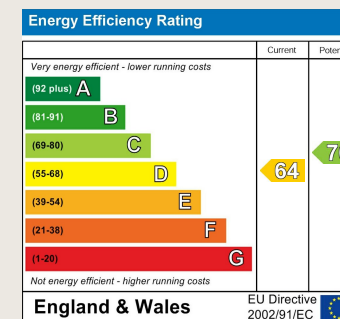 Energy Efficiency Rating
Current
Very energy efficient - lower running costs
(92 plus) A
(81-91) B
(69-80) C
(55-68) D
64
(39-54) E
(21-38) F
(1-20) G
Not energy efficient - higher running costs
England & Wales
EU Directive
2002/91/EC